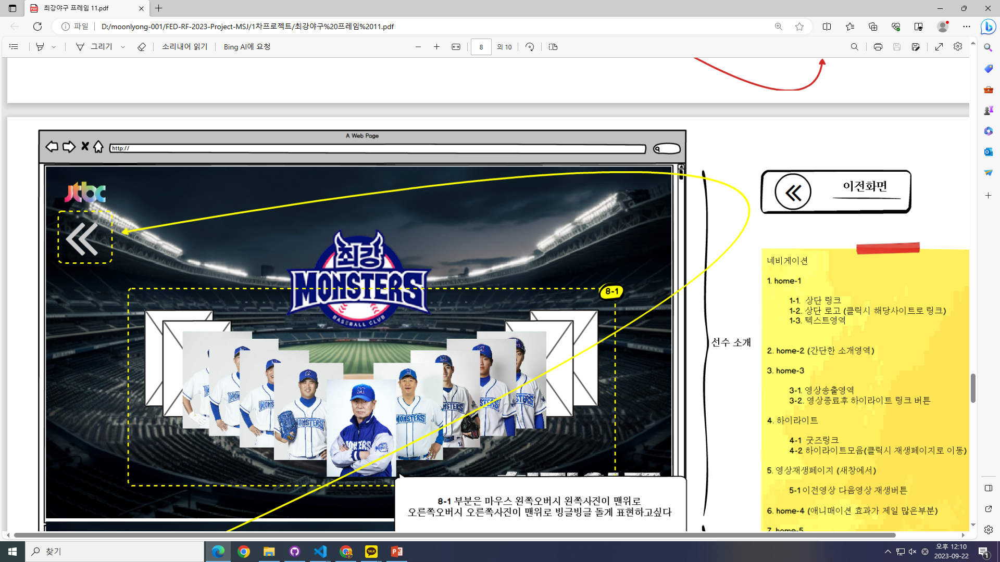 최강야구 프레임 11.pdf
파일
D:/moonlyong-001/FED-RF-2023-Project-MSJ/1차프로젝트/최강야구%20프레임%2011.pdf
그리기
소리내어 읽기
Bing AI에 요청
8
의 10
A Web Page
http://
jtbc
최강
MONSTERS
BASEBALL CLUB
8-1
선수 소개
8-1 부분은 마우스 왼쪽오버시 왼쪽사진이 맨위로
오른쪽오버시 오른쪽사진이 맨위로 빙글빙글 돌게 표현하고싶다
이전화면
네비게이션
1. home-1
1-1. 상단 링크
1-2. 상단 로고 (클릭시 해당사이트로 링크)
1-3. 텍스트영역
2. home-2 (간단한 소개영역)
3. home-3
3-1. 영상송출영역
3-2. 영상종료후 하이라이트 링크 버튼
4. 하이라이트
4-1 굿즈링크
4-2 하이라이트모음(클릭시 재생페이지로 이동)
5. 영상재생페이지 (새창에서)
5-1 이전영상 다음영상 재생버튼
6. home-4 (애니매이션 효과가 제일 많은부분)
7. home-5
찾기
TALK
오후 12:10
2023-09-22
1